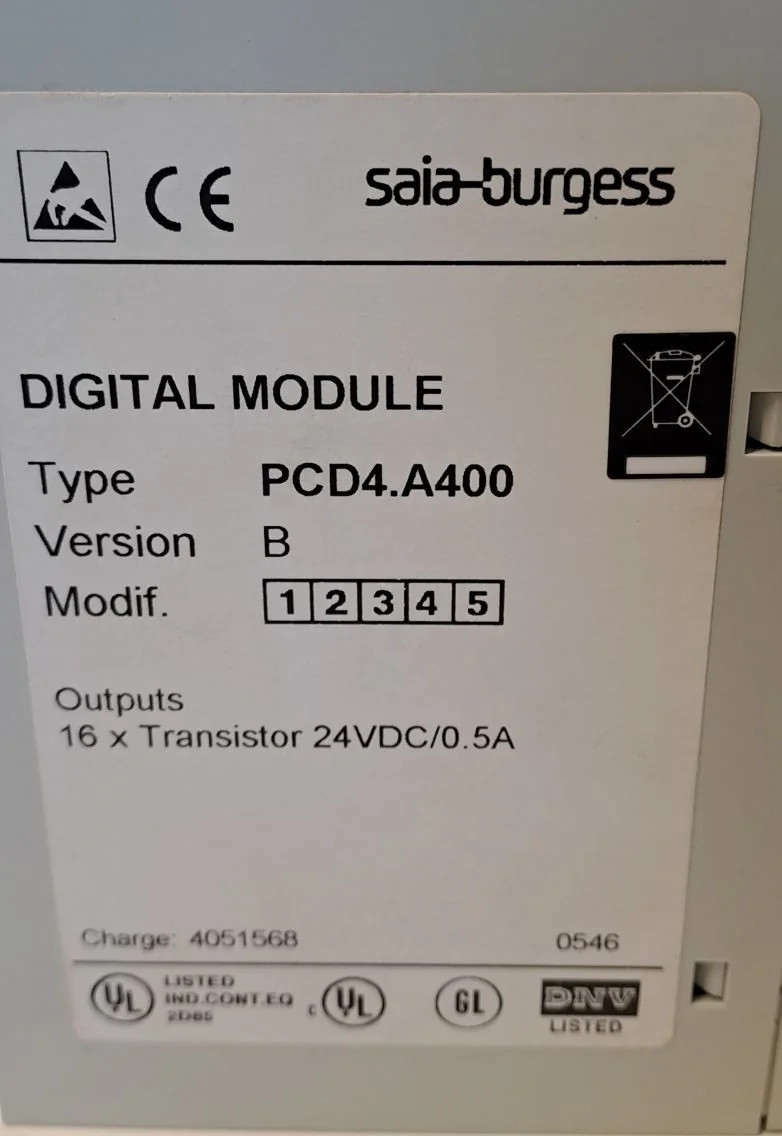 CE saia-burgess
DIGITAL MODULE
Type PCD4.A400
Version B
Modif. 1 2 3 4 5
Outputs
16 x Transistor 24VDC/0.5A
Charge: 4051568 0546
UL LISTED
IND.CONT.EQ
2D85
c UL GL DNV
LISTED